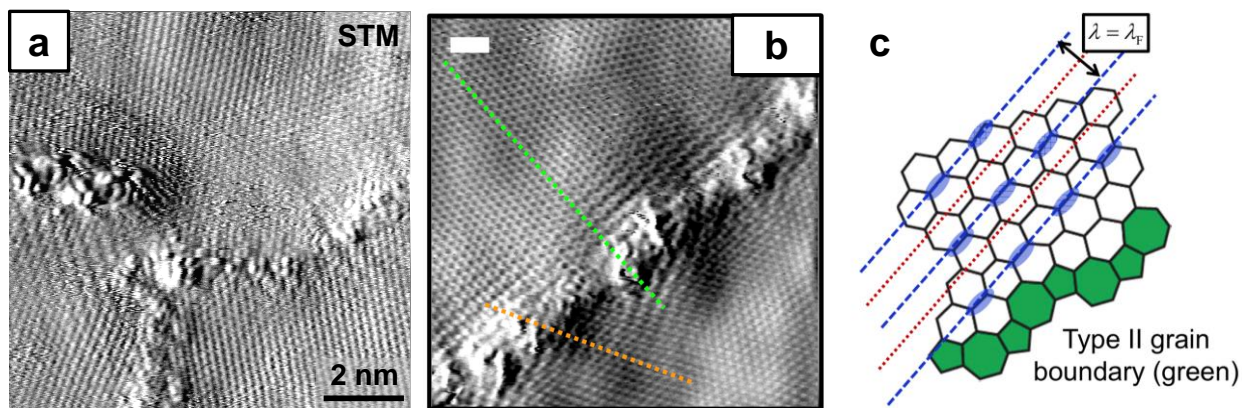 a
STM
2 nm
b
c
λ = λF
Type II grain
boundary (green)